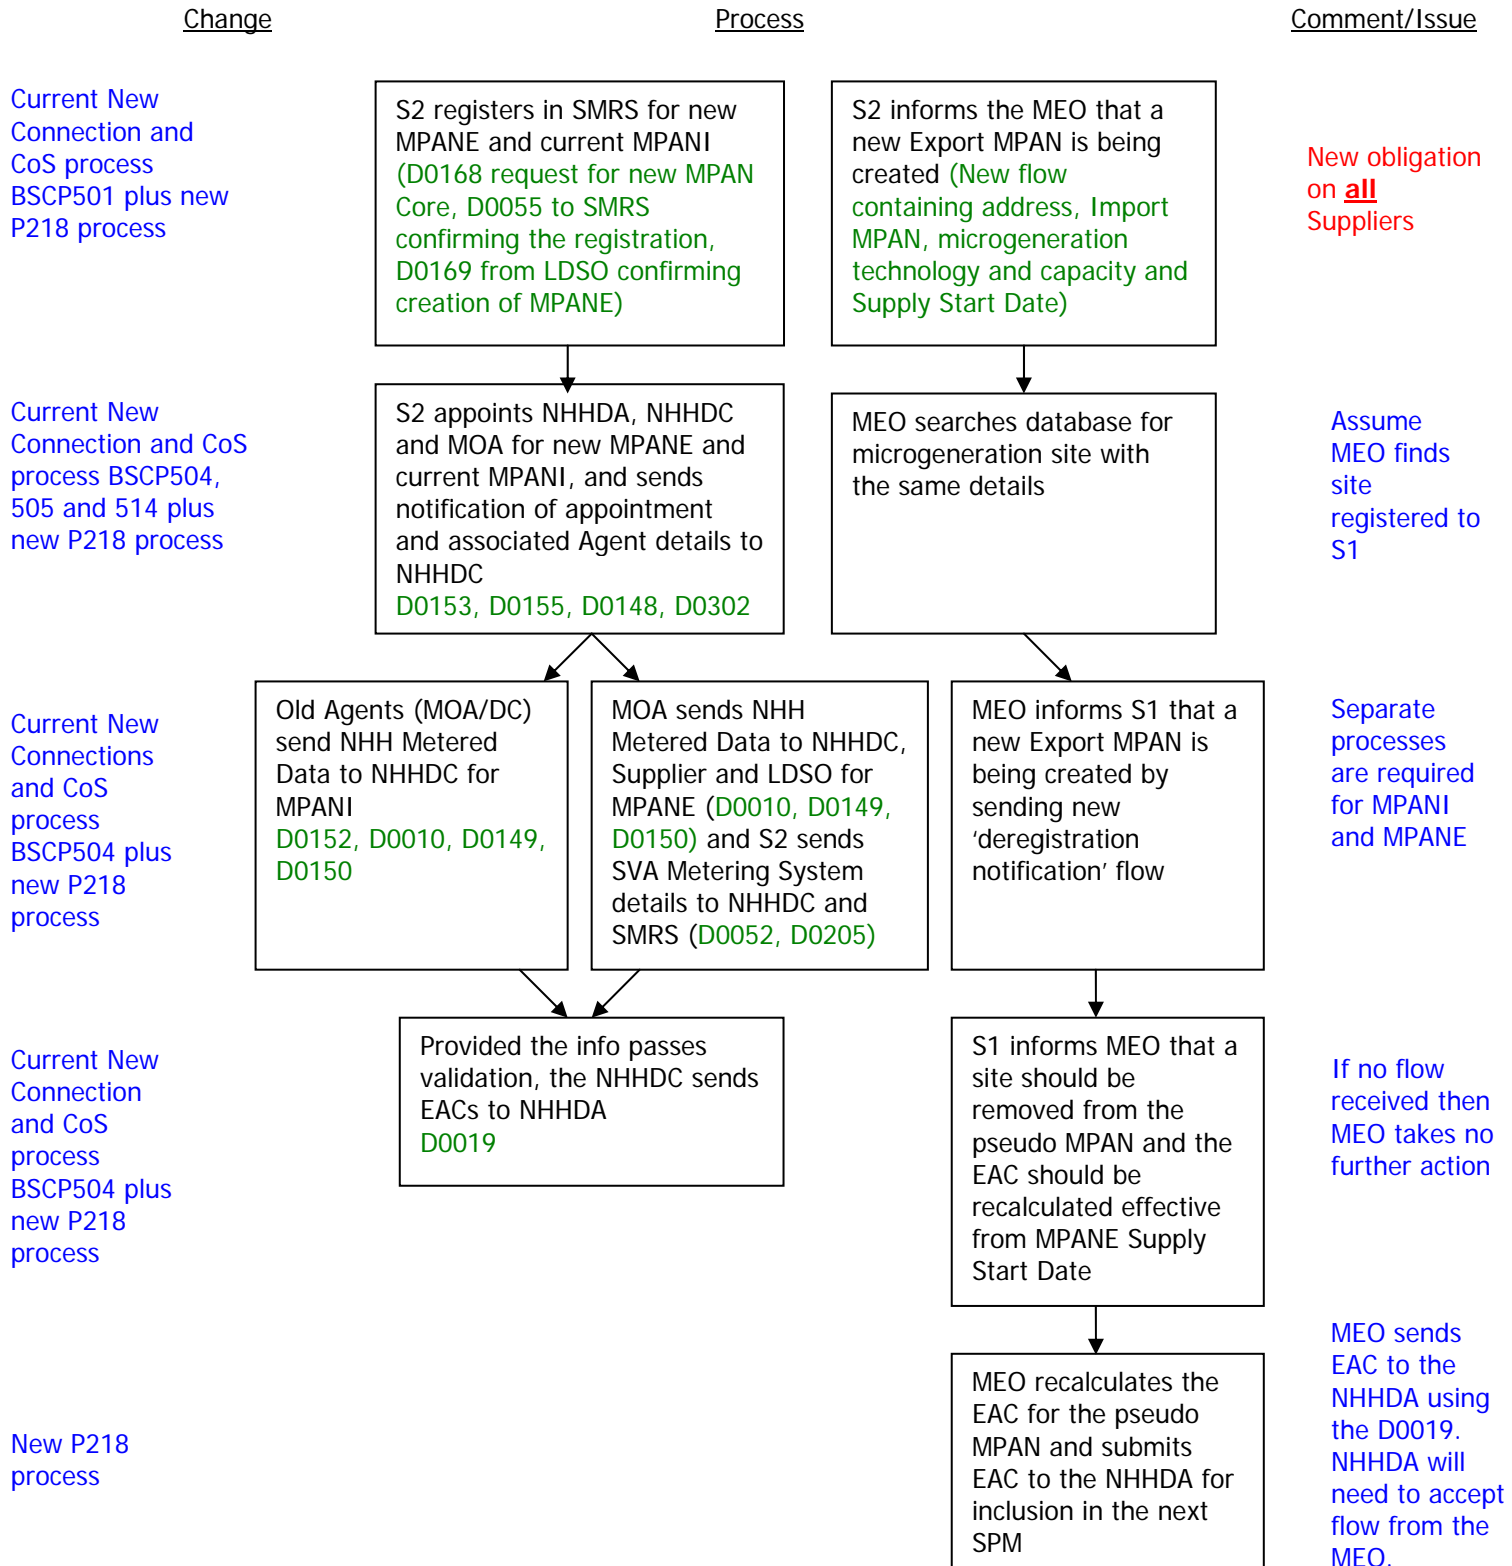 Change
Process
Comment/Issue
Current New
Connection and
CoS process
BSCP501 plus new
P218 process
S2 registers in SMRS for new
MPANE and current MPANI
(D0168 request for new MPAN
Core, D0055 to SMRS
confirming the registration,
D0169 from LDSO confirming
creation of MPANE)
S2 informs the MEO that a
new Export MPAN is being
created (New flow
containing address, Import
MPAN, microgeneration
technology and capacity and
Supply Start Date)
New obligation
on all
Suppliers
Current New
Connection and CoS
process BSCP504,
505 and 514 plus
new P218 process
S2 appoints NHHDA, NHHDC
and MOA for new MPANE and
current MPANI, and sends
notification of appointment
and associated Agent details to
NHHDC
D0153, D0155, D0148, D0302
MEO searches database for
microgeneration site with
the same details
Assume
MEO finds
site
registered to
S1
Current New
Connections
and CoS
process
BSCP504 plus
new P218
process
Old Agents (MOA/DC)
send NHH Metered
Data to NHHDC for
MPANI
D0152, D0010, D0149,
D0150
MOA sends NHH
Metered Data to NHHDC,
Supplier and LDSO for
MPANE (D0010, D0149,
D0150) and S2 sends
SVA Metering System
details to NHHDC and
SMRS (D0052, D0205)
MEO informs S1 that a
new Export MPAN is
being created by
sending new
‘deregistration
notification’ flow
Separate
processes
are required
for MPANI
and MPANE
Current New
Connection
and CoS
process
BSCP504 plus
new P218
process
Provided the info passes
validation, the NHHDC sends
EACs to NHHDA
D0019
S1 informs MEO that a
site should be
removed from the
pseudo MPAN and the
EAC should be
recalculated effective
from MPANE Supply
Start Date
If no flow
received then
MEO takes no
further action
New P218
process
MEO recalculates the
EAC for the pseudo
MPAN and submits
EAC to the NHHDA for
inclusion in the next
SPM
MEO sends
EAC to the
NHHDA using
the D0019.
NHHDA will
need to accept
flow from the
MEO.